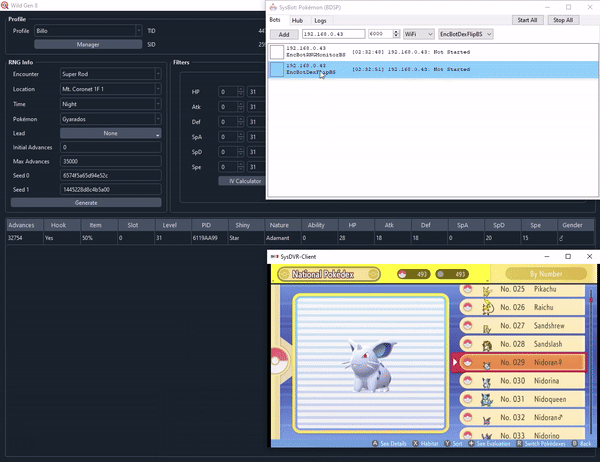 Wild Gen 8
Profile
Profile Billo TID
Manager SID
RNG Info
Encounter Super Rod
Location Mt. Coronet 1F 1
Time Night
Pokémon Gyarados
Lead None
Initial Advances 0
Max Advances 35000
Seed 0 6574f5a65d94e52c
Seed 1 1445228d8c4b5a00
Generate
Filters
HP 0 31
Atk 0 31
Def 0 31
SpA 0 31
SpD 0 31
Spe 0 31
IV Calculator
SysBot: Pokémon (BDSP)
Bots Hub Logs Start All Stop All
Add 192.168.0.43 6000 WiFi EncBotDexFlipBS
192.168.0.43
EncBotRNGMonitorBS [02:32:48] 192.168.0.43: Not Started
192.168.0.43
EncBotDexFlipBS [02:32:51] 192.168.0.43: Not Started
Advances Hook Item Slot Level PID Shiny Nature Ability HP Atk Def SpA SpD Spe Gender
32754 Yes 50% 0 31 6119AA99 Star Adamant 0 28 18 18 0 20 15 ♂
SysDVR-Client
National Pokédex 493 493 By Number
No. 025 Pikachu
No. 026 Raichu
No. 027 Sandshrew
No. 028 Sandslash
No. 029 Nidoran♀
No. 030 Nidorina
No. 031 Nidoqueen
No. 032 Nidoran♂
No. 033 Nidorino
A See Details X Habitat Y Sort See Evaluation R Switch Pokédexes B Back